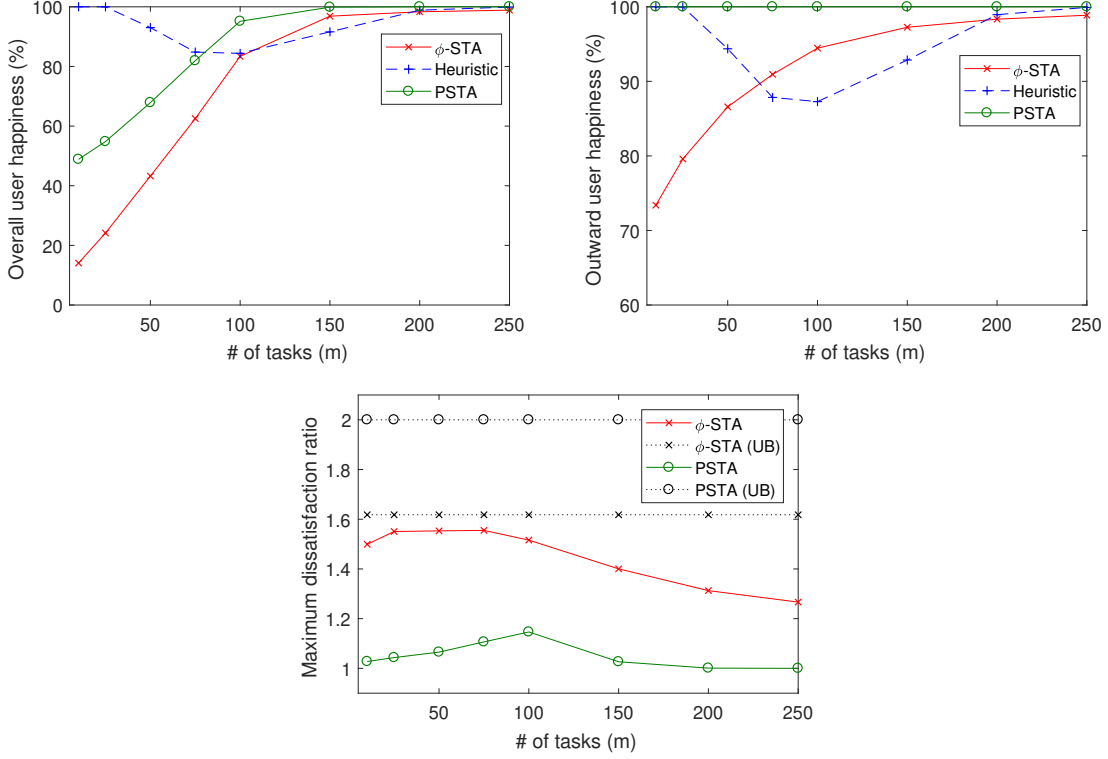 Overall user happiness (%)
100
80
60
40
20
0
50 100 150 200 250
# of tasks (m)
ϕ-STA
Heuristic
PSTA
Outward user happiness (%)
100
90
80
70
60
50 100 150 200 250
# of tasks (m)
ϕ-STA
Heuristic
PSTA
Maximum dissatisfaction ratio
2
1.8
1.6
1.4
1.2
1
50 100 150 200 250
# of tasks (m)
ϕ-STA
ϕ-STA (UB)
PSTA
PSTA (UB)